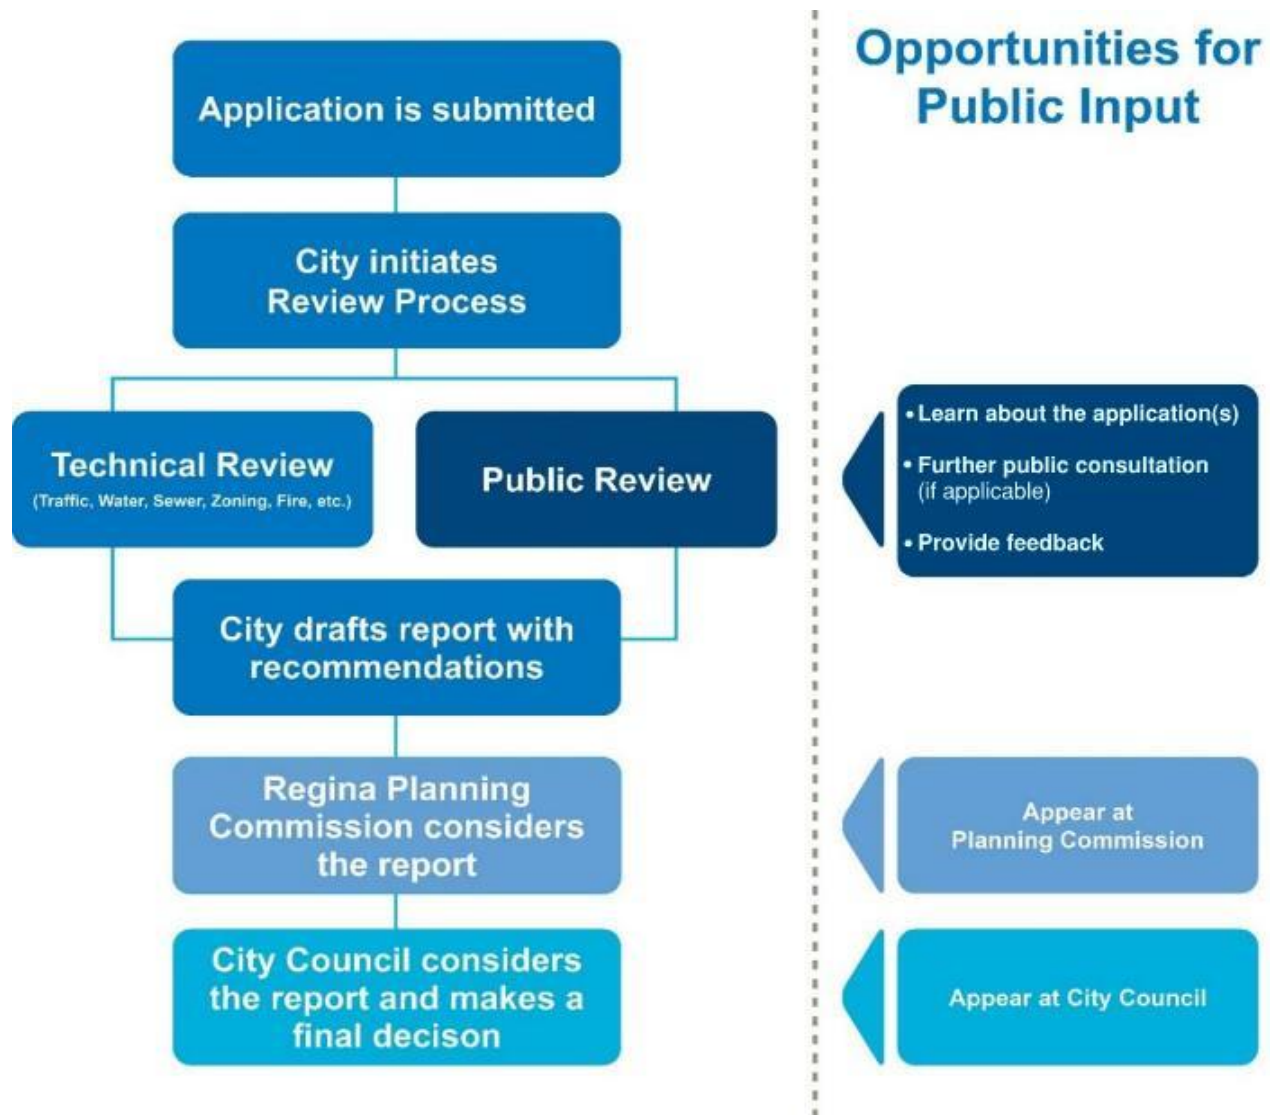 Opportunities for
Public Input
Application is submitted
City initiates
Review Process
Technical Review
(Traffic, Water, Sewer, Zoning, Fire, etc.)
Public Review
• Learn about the application(s)
• Further public consultation
(if applicable)
• Provide feedback
City drafts report with
recommendations
Regina Planning
Commission considers
the report
Appear at
Planning Commission
City Council considers
the report and makes a
final decison
Appear at City Council